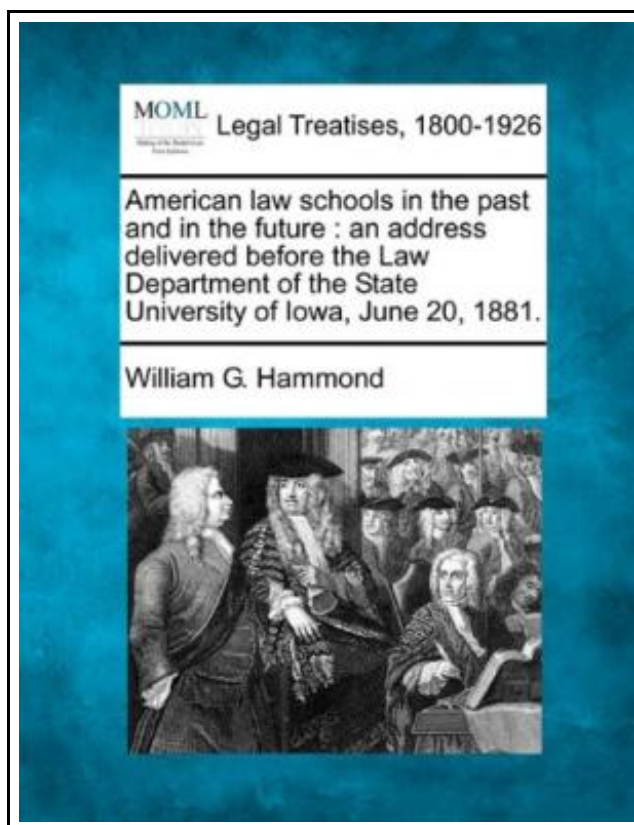 MOML
Legal Treatises, 1800-1926
American law schools in the past
and in the future : an address
delivered before the Law
Department of the State
University of Iowa, June 20, 1881.
William G. Hammond